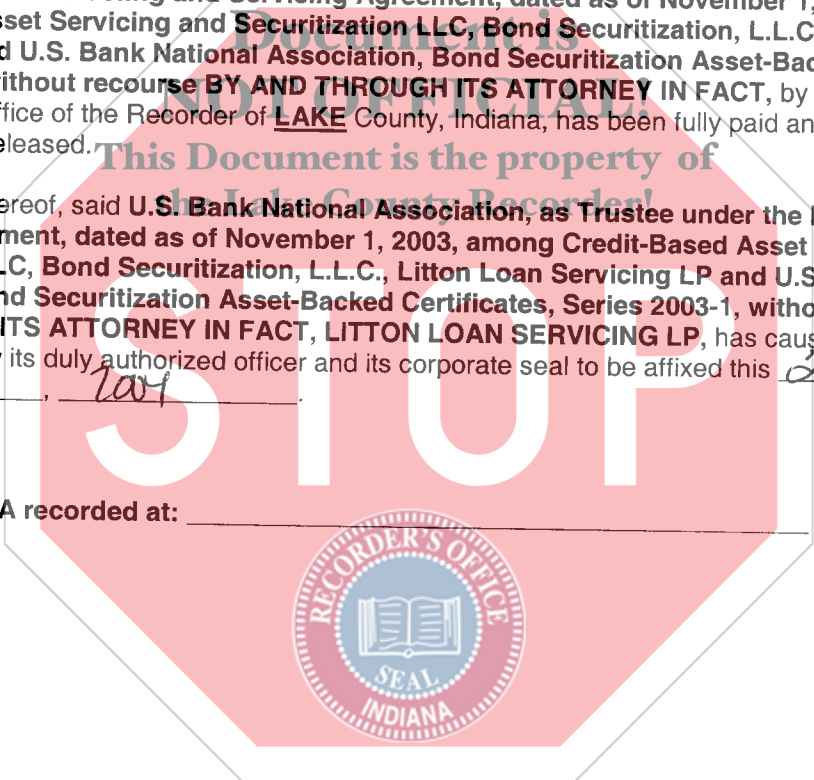 ing and Servicing Agreement, dated as of November 1,
sset Servicing and Securitization LLC, Bond Securitization, L.L.C
d U.S. Bank National Association, Bond Securitization Asset-Bac
ithout recourse BY AND THROUGH ITS ATTORNEY IN FACT, by
ffice of the Recorder of LAKE County, Indiana, has been fully paid an
eleased.
Document is
NOT OFFICIAL!
This Document is the property of
the Lake County Recorder!
ereof, said U.S. Bank National Association, as Trustee under the
ment, dated as of November 1, 2003, among Credit-Based Asset
LC, Bond Securitization, L.L.C., Litton Loan Servicing LP and U.S
nd Securitization Asset-Backed Certificates, Series 2003-1, witho
ITS ATTORNEY IN FACT, LITTON LOAN SERVICING LP, has caus
its duly authorized officer and its corporate seal to be affixed this
, 2004.
STOP
A recorded at:
RECORDER'S OFFICE
SEAL
INDIANA